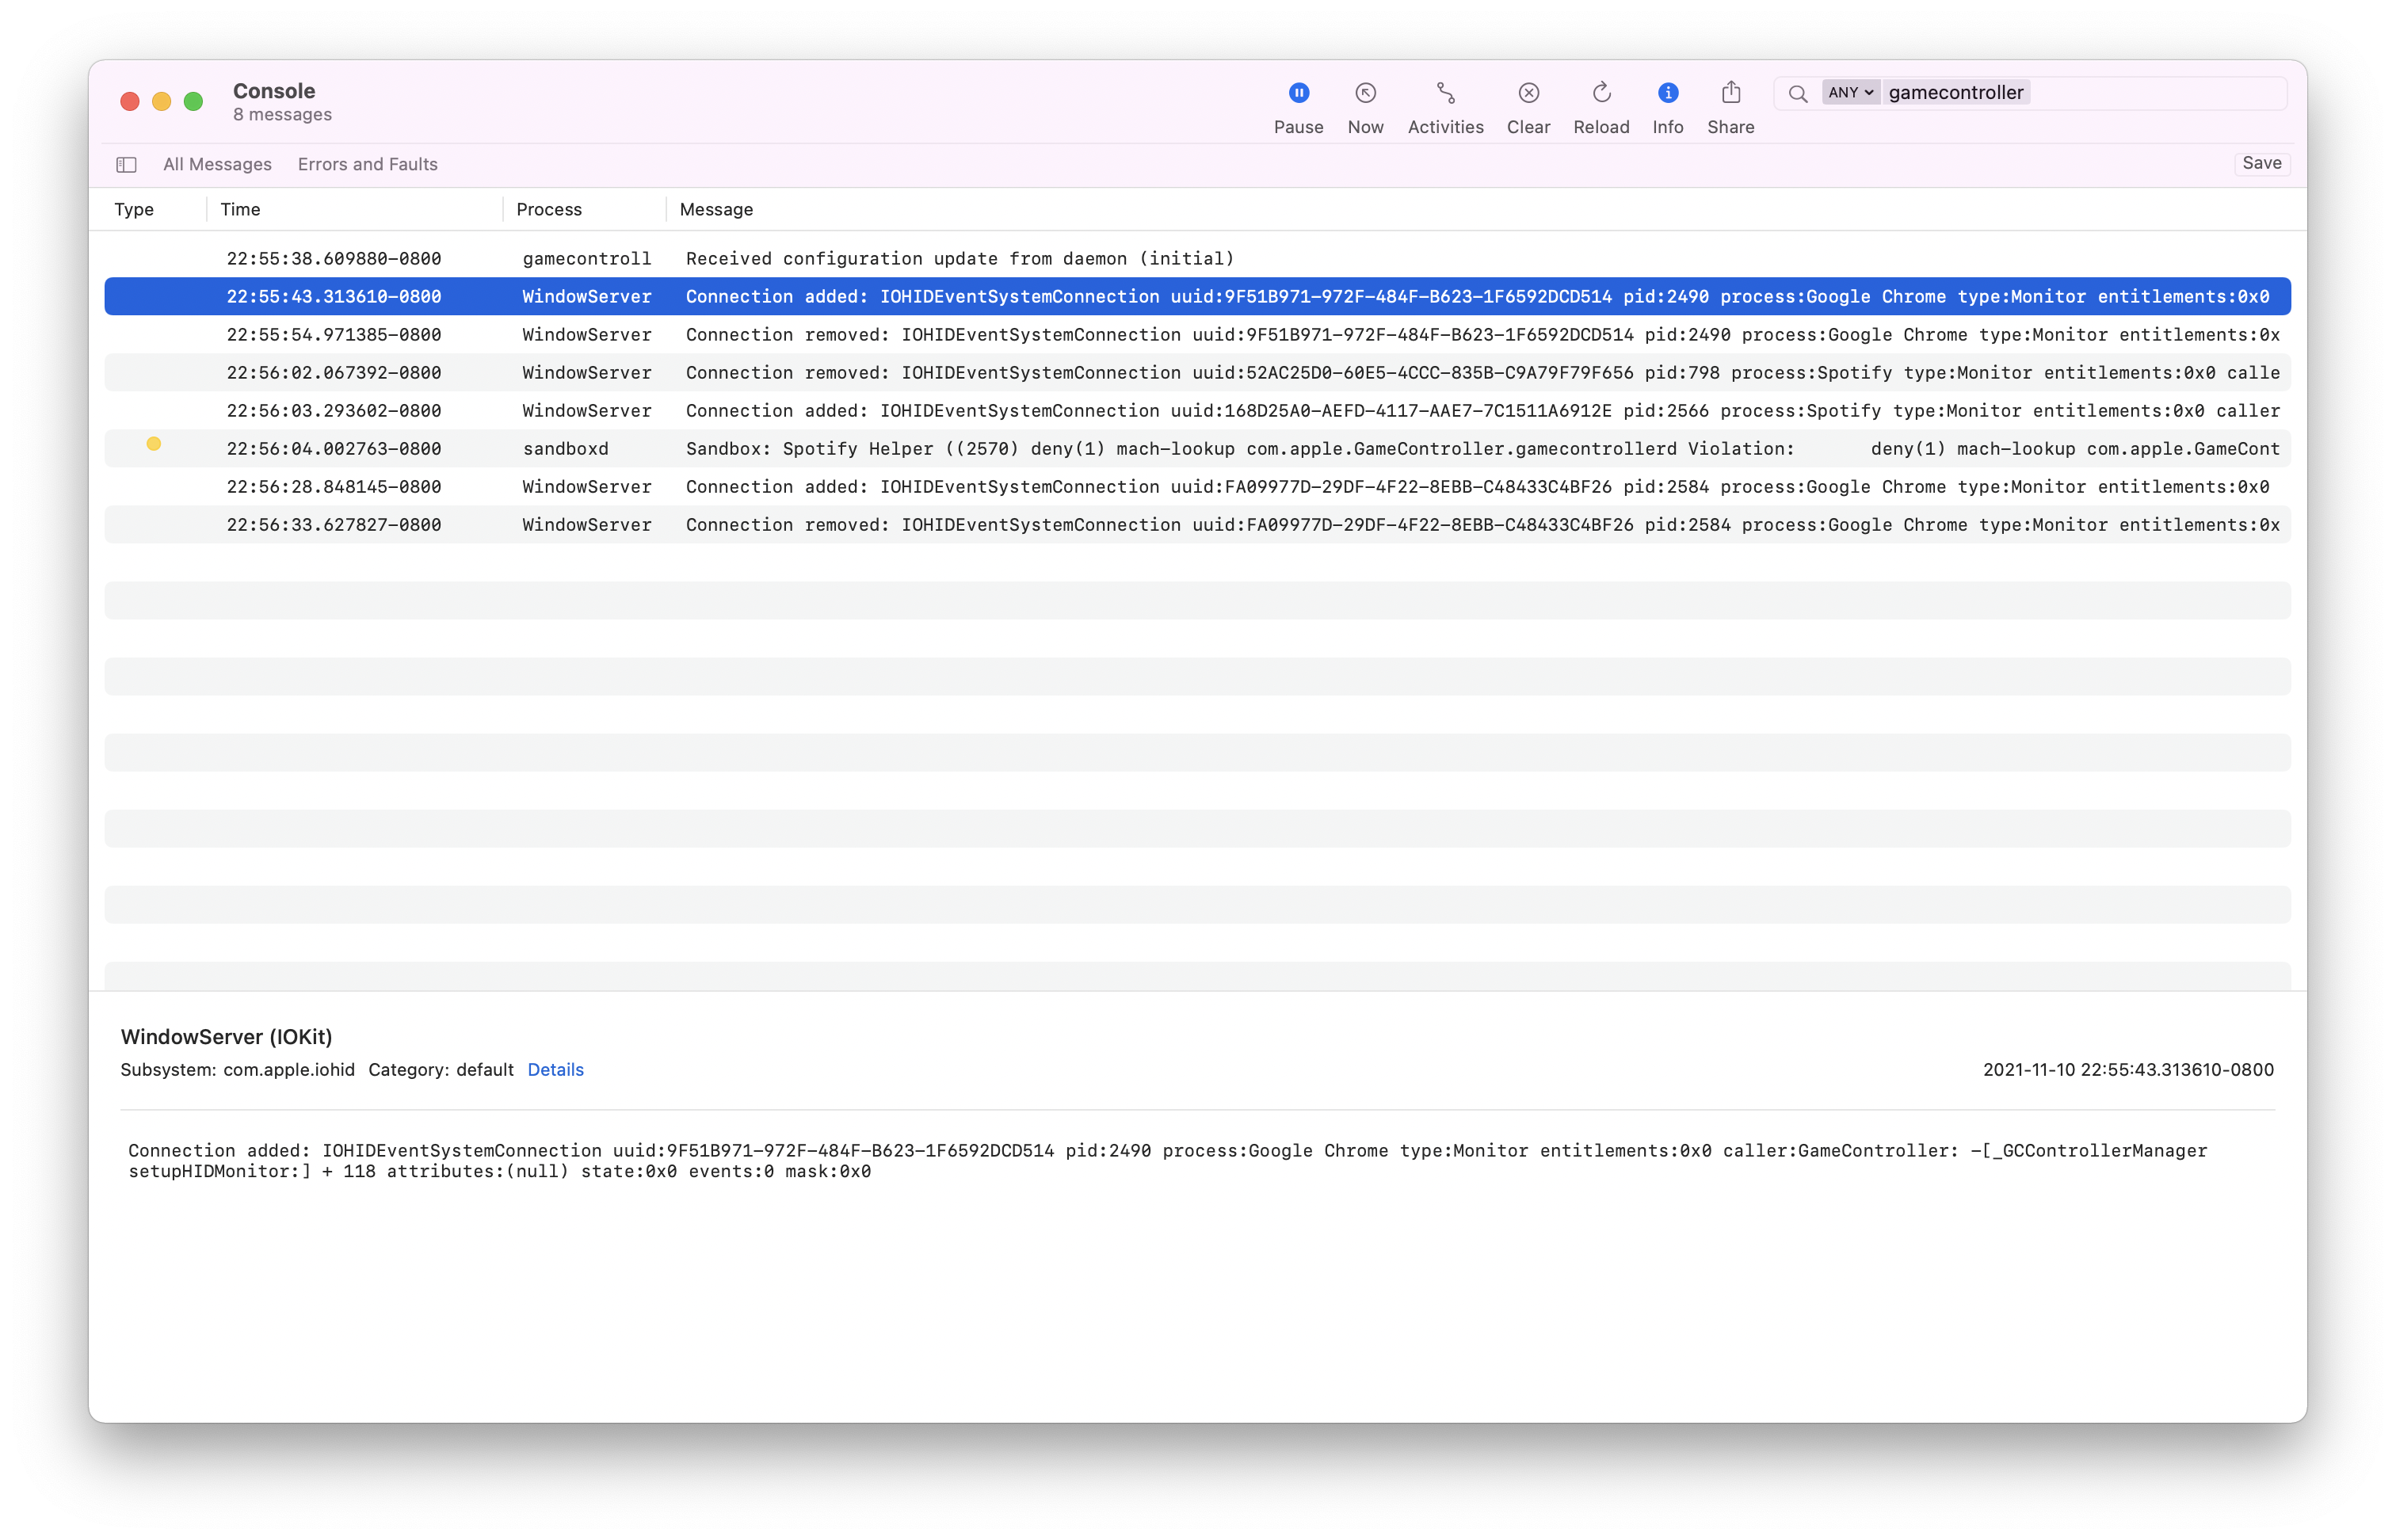 Console
8 messages
Pause Now Activities Clear Reload Info Share
ANY gamecontroller
All Messages Errors and Faults Save
Type Time Process Message
22:55:38.609880-0800 gamecontroll Received configuration update from daemon (initial)
22:55:43.313610-0800 WindowServer Connection added: IOHIDEventSystemConnection uuid:9F51B971-972F-484F-B623-1F6592DCD514 pid:2490 process:Google Chrome type:Monitor entitlements:0x0
22:55:54.971385-0800 WindowServer Connection removed: IOHIDEventSystemConnection uuid:9F51B971-972F-484F-B623-1F6592DCD514 pid:2490 process:Google Chrome type:Monitor entitlements:0x
22:56:02.067392-0800 WindowServer Connection removed: IOHIDEventSystemConnection uuid:52AC25D0-60E5-4CCC-835B-C9A79F79F656 pid:798 process:Spotify type:Monitor entitlements:0x0 calle
22:56:03.293602-0800 WindowServer Connection added: IOHIDEventSystemConnection uuid:168D25A0-AEFD-4117-AAE7-7C1511A6912E pid:2566 process:Spotify type:Monitor entitlements:0x0 caller
22:56:04.002763-0800 sandboxd Sandbox: Spotify Helper ((2570) deny(1) mach-lookup com.apple.GameController.gamecontrollerd Violation: deny(1) mach-lookup com.apple.GameCont
22:56:28.848145-0800 WindowServer Connection added: IOHIDEventSystemConnection uuid:FA09977D-29DF-4F22-8EBB-C48433C4BF26 pid:2584 process:Google Chrome type:Monitor entitlements:0x0
22:56:33.627827-0800 WindowServer Connection removed: IOHIDEventSystemConnection uuid:FA09977D-29DF-4F22-8EBB-C48433C4BF26 pid:2584 process:Google Chrome type:Monitor entitlements:0x
WindowServer (IOKit)
Subsystem: com.apple.iohid Category: default Details 2021-11-10 22:55:43.313610-0800
Connection added: IOHIDEventSystemConnection uuid:9F51B971-972F-484F-B623-1F6592DCD514 pid:2490 process:Google Chrome type:Monitor entitlements:0x0 caller:GameController: -[_GCControllerManager
setupHIDMonitor:] + 118 attributes:(null) state:0x0 events:0 mask:0x0